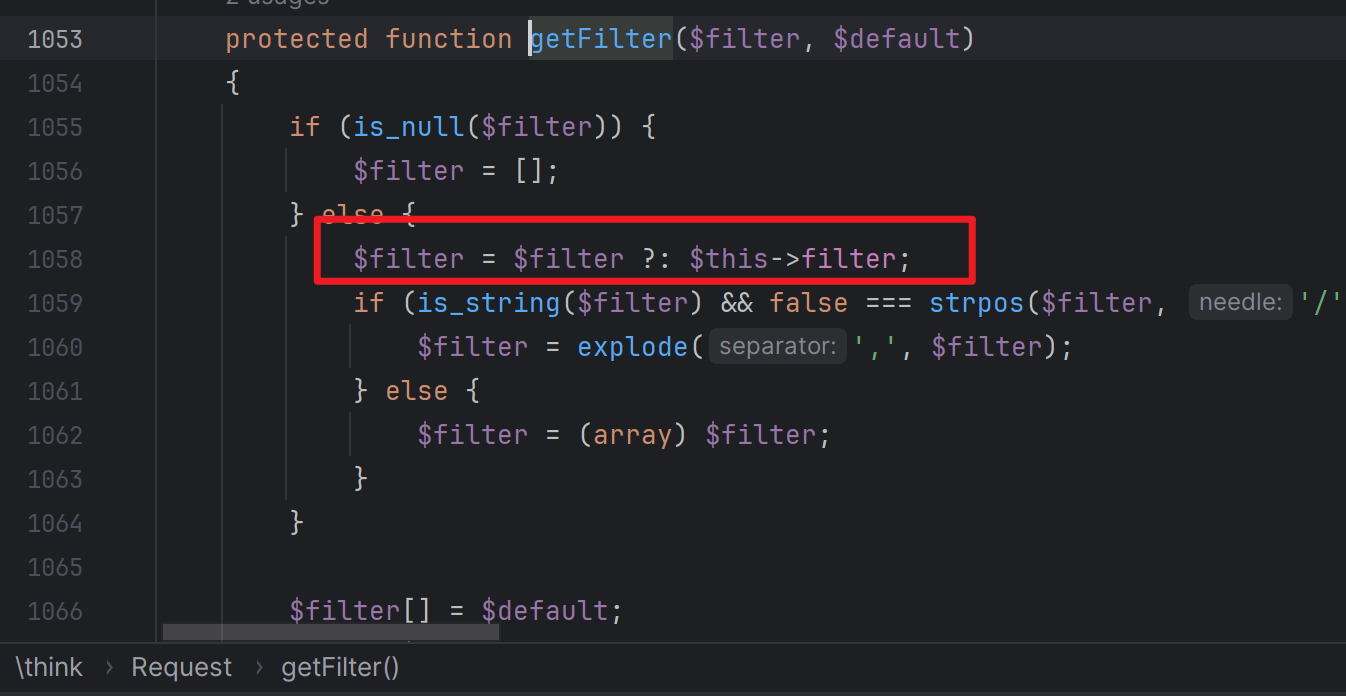 2 usages
1053 protected function getFilter($filter, $default)
1054 {
1055 if (is_null($filter)) {
1056 $filter = [];
1057 } else {
1058 $filter = $filter ?: $this->filter;
1059 if (is_string($filter) && false === strpos($filter, needle: '/'
1060 $filter = explode( separator: ',', $filter);
1061 } else {
1062 $filter = (array) $filter;
1063 }
1064 }
1065
1066 $filter[] = $default;
\think › Request › getFilter()